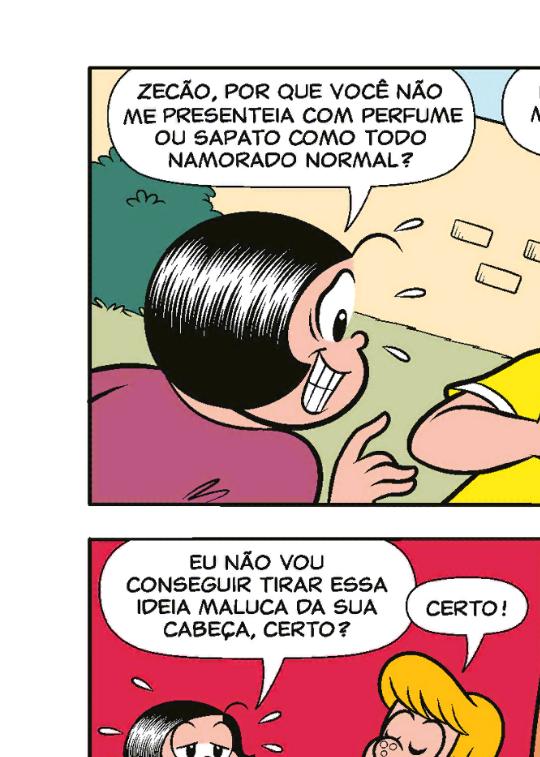 ZECÃO, POR QUE VOCÊ NÃO
ME PRESENTEIA COM PERFUME
OU SAPATO COMO TODO
NAMORADO NORMAL?
EU NÃO VOU
CONSEGUIR TIRAR ESSA
IDEIA MALUCA DA SUA
CABEÇA, CERTO?
CERTO!